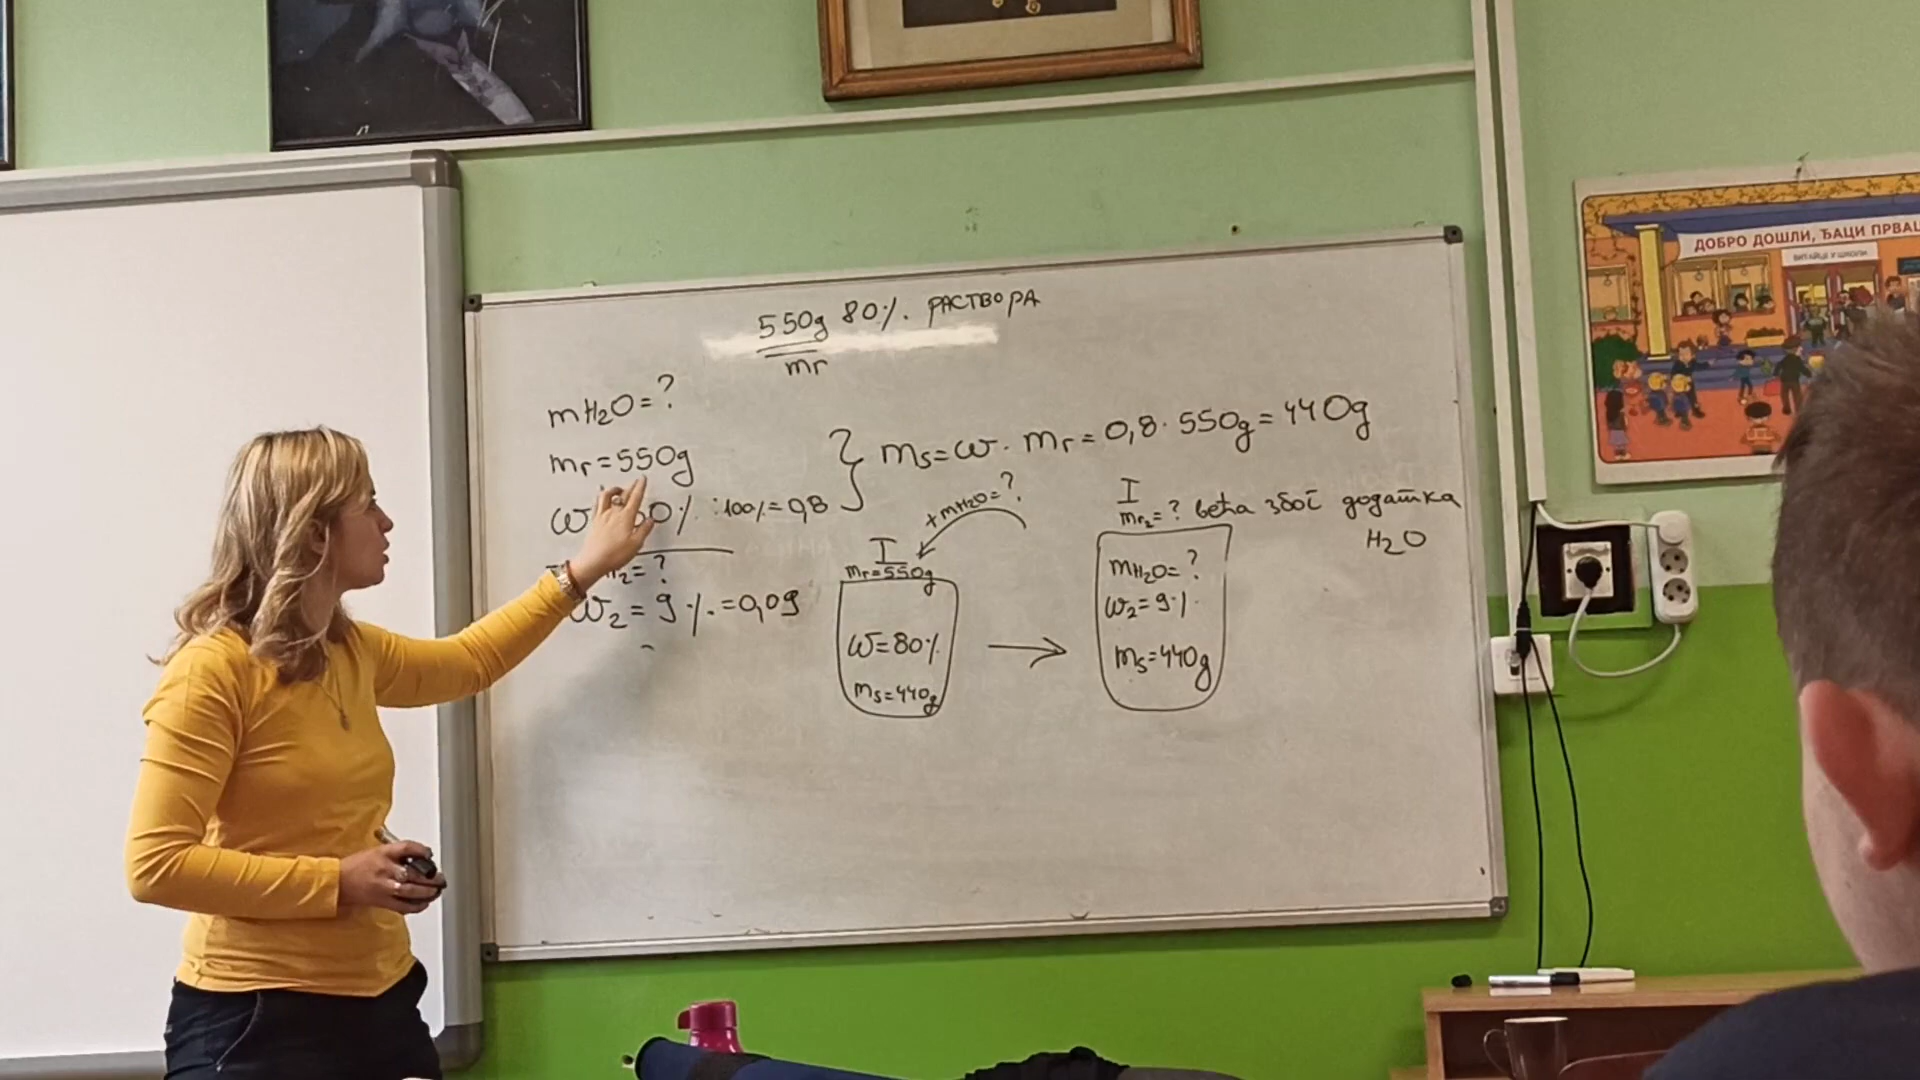 550g 80%. РАСТВОРА
mr
mH₂O=?
mr=550g
:100%=0,8
ms=ω·mr=0,8·550g=440g
ω₂=9%.=0,09
+mH₂O=?
I
mr=550g
ω=80%
ms=440g
I
mr₂=? већа због додатка
H₂O
mH₂O=?
ω₂=9%.
ms=440g
ДОБРО ДОШЛИ, ЂАЦИ ПРВАЦ